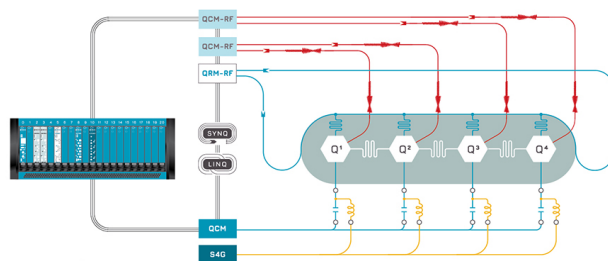 QCM-RF
QCM-RF
QRM-RF
SYNQ
LINQ
Q1 Q2 Q3 Q4
QCM
S4G